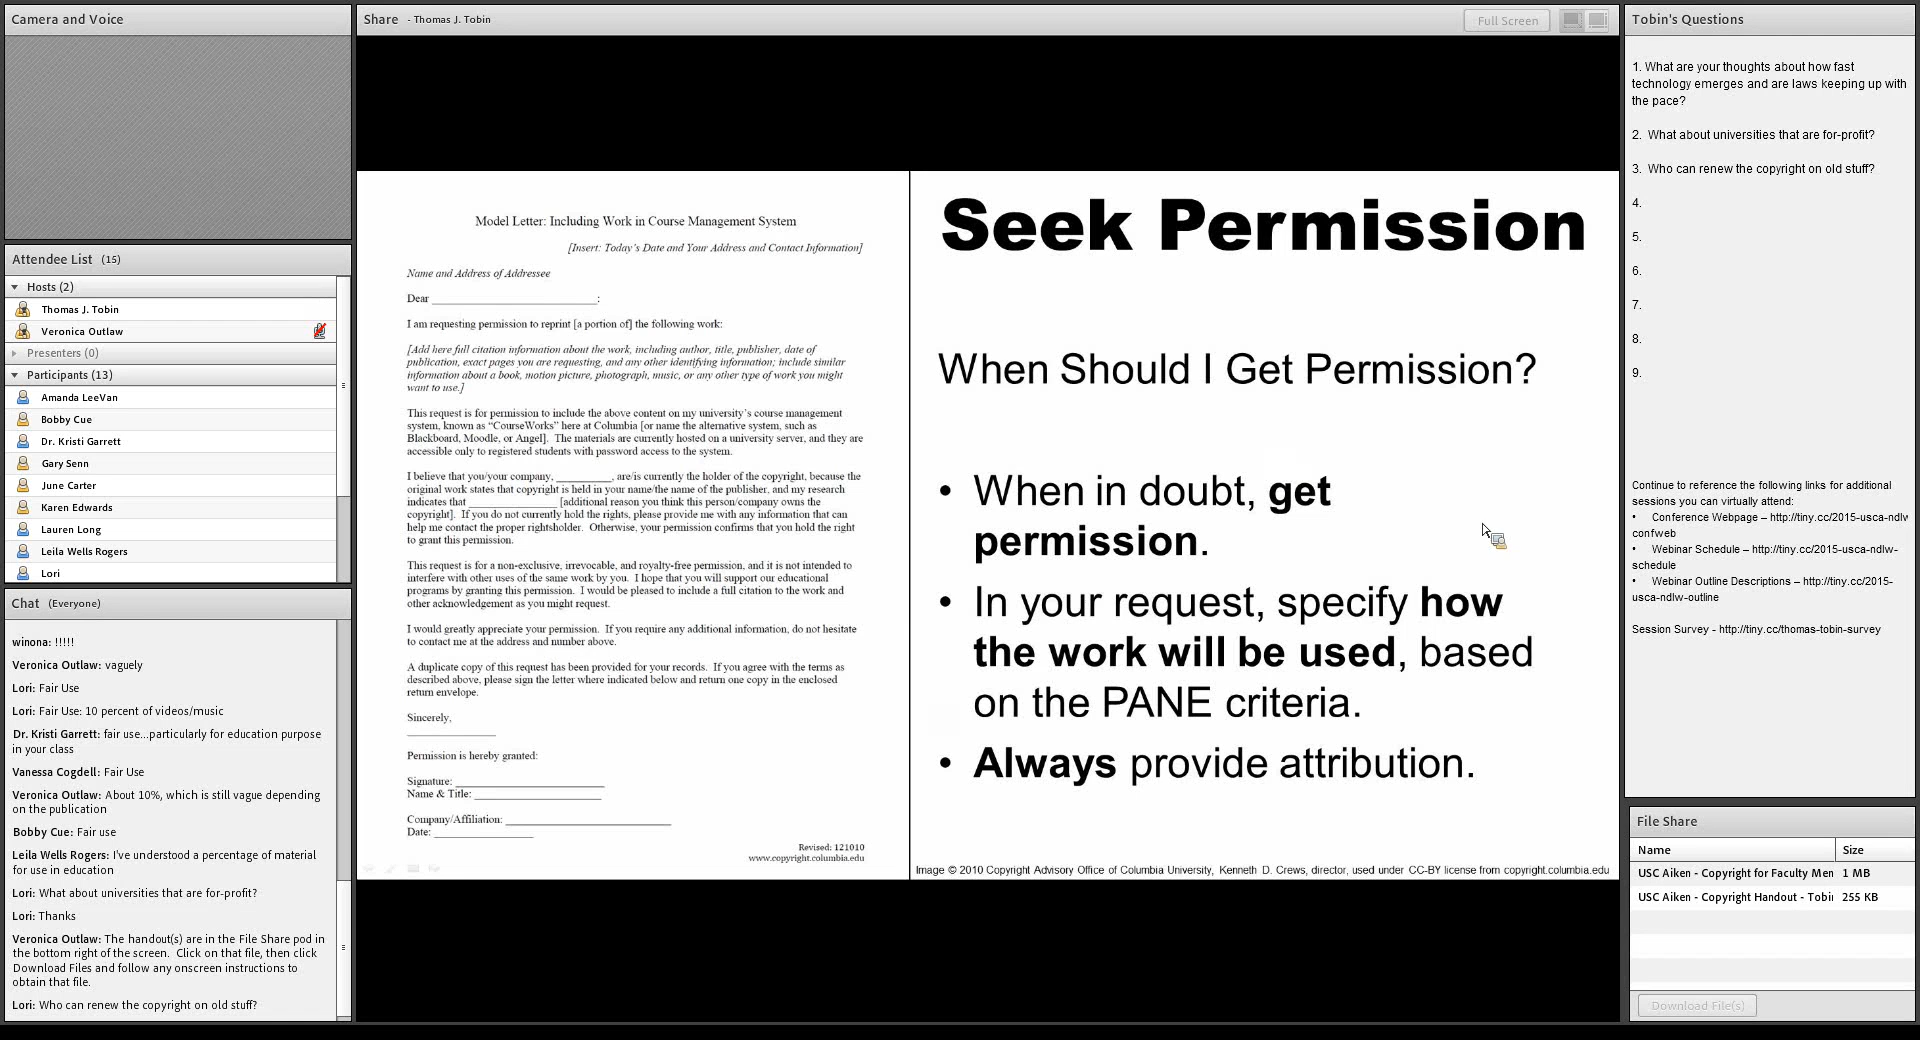 Camera and Voice
Attendee List (15)
Hosts (2)
Thomas J. Tobin
Veronica Outlaw
Presenters (0)
Participants (13)
Amanda LeeVan
Bobby Cue
Dr. Kristi Garrett
Gary Senn
June Carter
Karen Edwards
Lauren Long
Leila Wells Rogers
Lori
Chat (Everyone)
winona: !!!!!
Veronica Outlaw: vaguely
Lori: Fair Use
Lori: Fair Use: 10 percent of videos/music
Dr. Kristi Garrett: fair use...particularly for education purpose
in your class
Vanessa Cogdell: Fair Use
Veronica Outlaw: About 10%, which is still vague depending
on the publication
Bobby Cue: Fair use
Leila Wells Rogers: I've understood a percentage of material
for use in education
Lori: What about universities that are for-profit?
Lori: Thanks
Veronica Outlaw: The handout(s) are in the File Share pod in
the bottom right of the screen.  Click on that file, then click
Download Files and follow any onscreen instructions to
obtain that file.
Lori: Who can renew the copyright on old stuff?
Share - Thomas J. Tobin
Full Screen
Model Letter: Including Work in Course Management System
[Insert: Today's Date and Your Address and Contact Information]
Name and Address of Addressee
Dear ______________________________:
I am requesting permission to reprint [a portion of] the following work:
[Add here full citation information about the work, including author, title, publisher, date of
publication, exact pages you are requesting, and any other identifying information; include similar
information about a book, motion picture, photograph, music, or any other type of work you might
want to use.]
This request is for permission to include the above content on my university's course management
system, known as "CourseWorks" here at Columbia [or name the alternative system, such as
Blackboard, Moodle, or Angel].  The materials are currently hosted on a university server, and they are
accessible only to registered students with password access to the system.
I believe that you/your company, __________, are/is currently the holder of the copyright, because the
original work states that copyright is held in your name/the name of the publisher, and my research
indicates that ________________ [additional reason you think this person/company owns the
copyright].  If you do not currently hold the rights, please provide me with any information that can
help me contact the proper rightsholder.  Otherwise, your permission confirms that you hold the right
to grant this permission.
This request is for a non-exclusive, irrevocable, and royalty-free permission, and it is not intended to
interfere with other uses of the same work by you.  I hope that you will support our educational
programs by granting this permission.  I would be pleased to include a full citation to the work and
other acknowledgement as you might request.
I would greatly appreciate your permission.  If you require any additional information, do not hesitate
to contact me at the address and number above.
A duplicate copy of this request has been provided for your records.  If you agree with the terms as
described above, please sign the letter where indicated below and return one copy in the enclosed
return envelope.
Sincerely,
________________
Permission is hereby granted:
Signature: ___________________________
Name & Title: _______________________
Company/Affiliation: ______________________________
Date: __________________
Revised: 121010
www.copyright.columbia.edu
Seek Permission
When Should I Get Permission?
• When in doubt, get
permission.
• In your request, specify how
the work will be used, based
on the PANE criteria.
• Always provide attribution.
Image © 2010 Copyright Advisory Office of Columbia University, Kenneth D. Crews, director, used under CC-BY license from copyright.columbia.edu
Tobin's Questions
1. What are your thoughts about how fast
technology emerges and are laws keeping up with
the pace?
2.  What about universities that are for-profit?
3.  Who can renew the copyright on old stuff?
4.
5.
6.
7.
8.
9.
Continue to reference the following links for additional
sessions you can virtually attend:
• Conference Webpage – http://tiny.cc/2015-usca-ndlw-
confweb
• Webinar Schedule – http://tiny.cc/2015-usca-ndlw-
schedule
• Webinar Outline Descriptions – http://tiny.cc/2015-
usca-ndlw-outline
Session Survey - http://tiny.cc/thomas-tobin-survey
File Share
Name Size
USC Aiken - Copyright for Faculty Men 1 MB
USC Aiken - Copyright Handout - Tobin 255 KB
Download File(s)